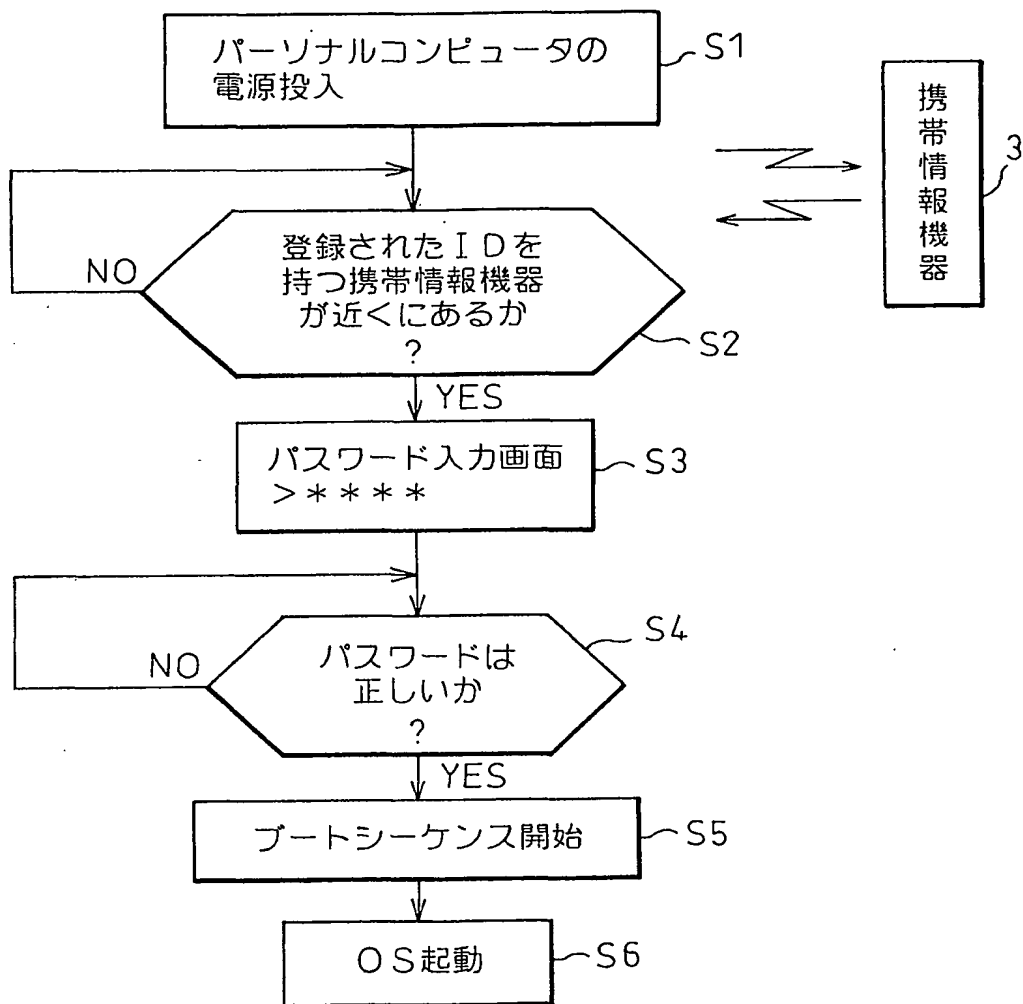 パーソナルコンピュータの
電源投入
S1
携帯情報機器
3
登録されたＩＤを
持つ携帯情報機器
が近くにあるか
?
NO
S2
YES
パスワード入力画面
>＊＊＊＊
S3
パスワードは
正しいか
?
NO
S4
YES
ブートシーケンス開始
S5
ＯＳ起動
S6